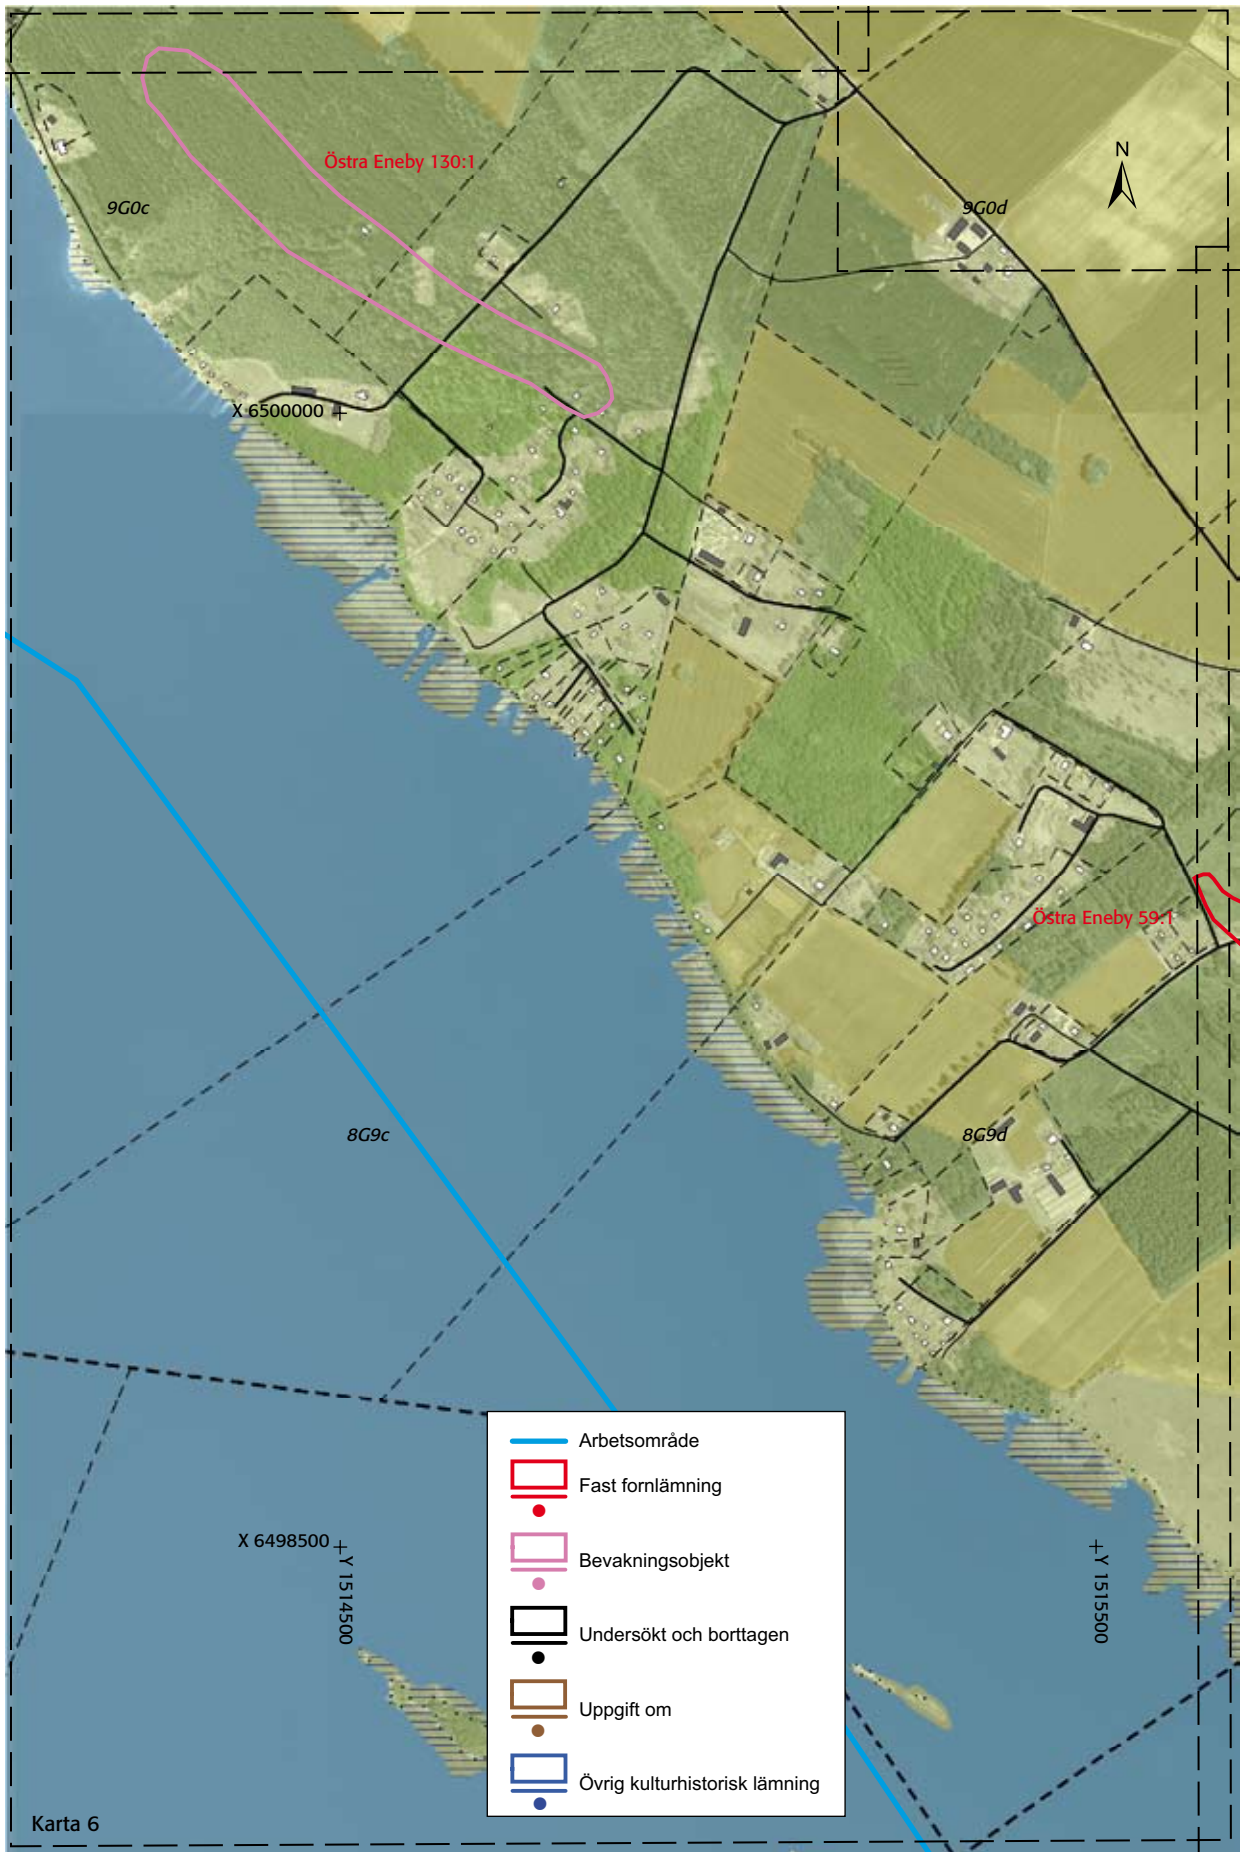 N
Östra Eneby 130:1
9G0c
9G0d
X 6500000
Östra Eneby 59:1
8G9c
8G9d
Arbetsområde
Fast fornlämning
Bevakningsobjekt
Undersökt och borttagen
Uppgift om
Övrig kulturhistorisk lämning
X 6498500
Y 1514500
Y 1515500
Karta 6